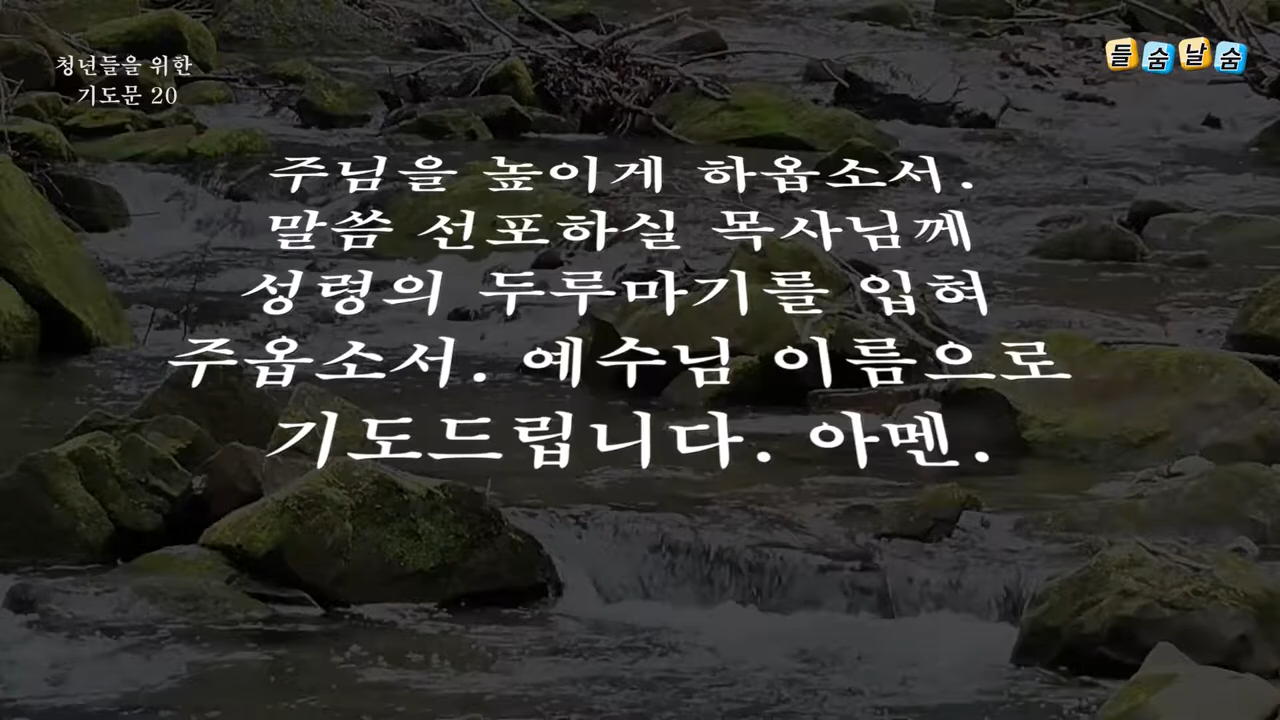 청년들을 위한
기도문 20
들숨날숨
주님을 높이게 하옵소서.
말씀 선포하실 목사님께
성령의 두루마기를 입혀
주옵소서. 예수님 이름으로
기도드립니다. 아멘.